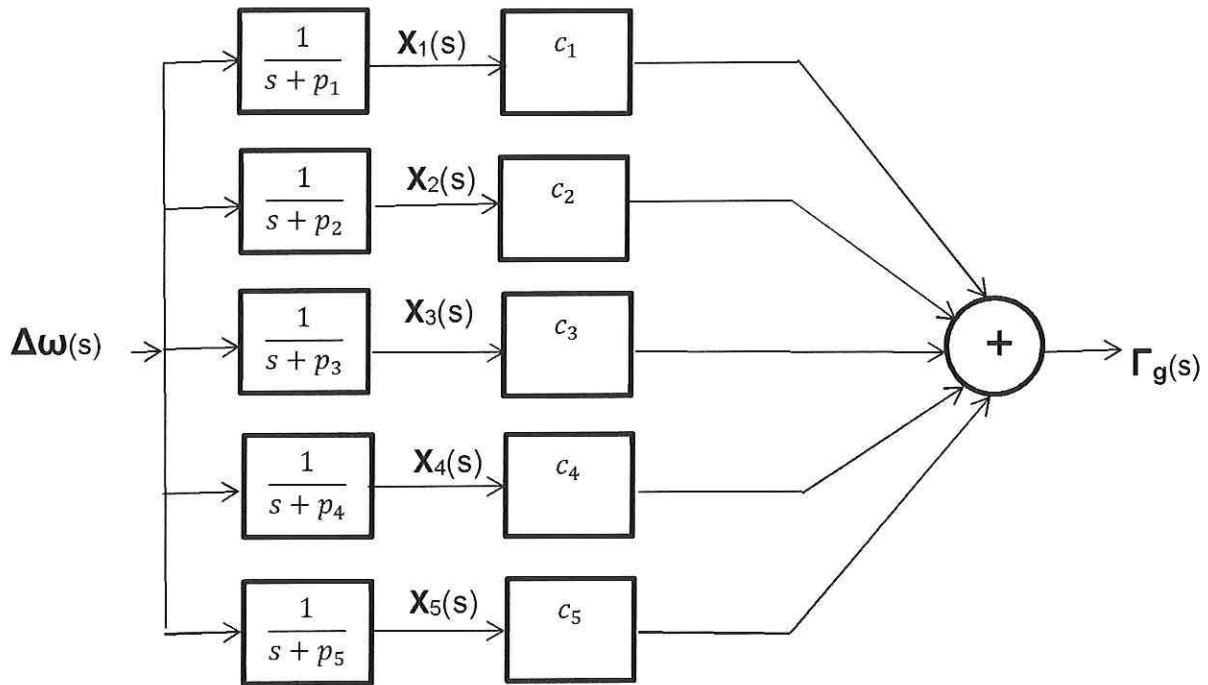 1
s + p₁
X₁(s)
c₁
1
s + p₂
X₂(s)
c₂
Δω(s)
1
s + p₃
X₃(s)
c₃
+
Γg(s)
1
s + p₄
X₄(s)
c₄
1
s + p₅
X₅(s)
c₅